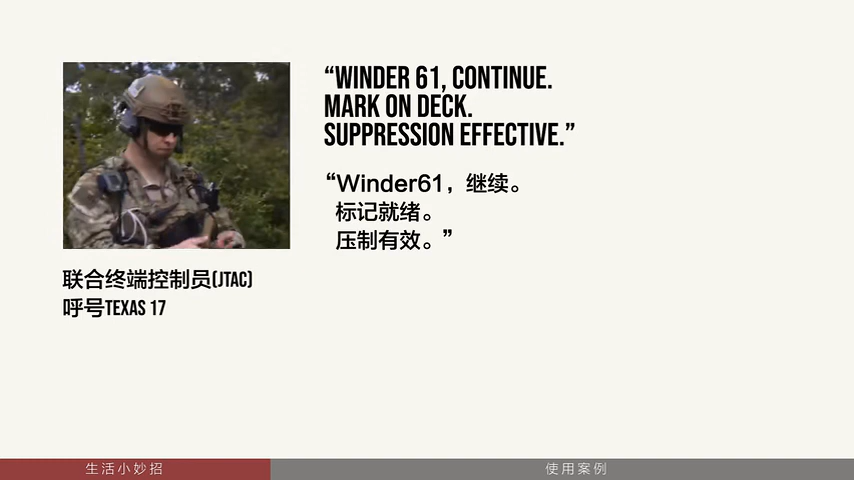 “WINDER 61, CONTINUE.
MARK ON DECK.
SUPPRESSION EFFECTIVE.”
“Winder61，继续。
标记就绪。
压制有效。”
联合终端控制员(JTAC)
呼号TEXAS 17
生活小妙招
使用案例